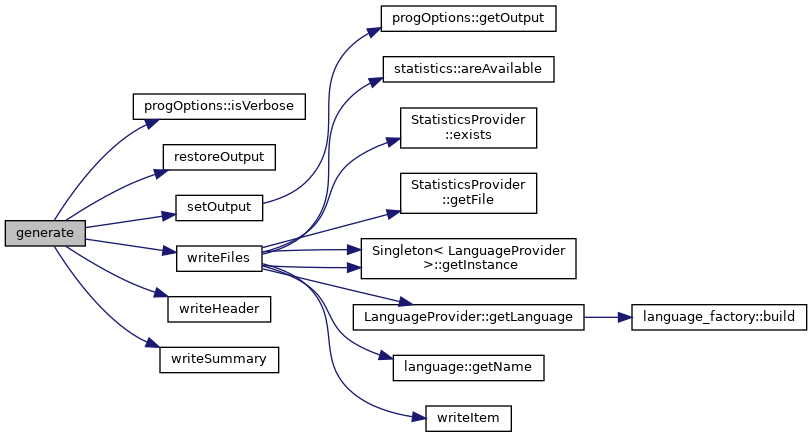 progOptions::getOutput
statistics::areAvailable
progOptions::isVerbose
StatisticsProvider
::exists
restoreOutput
StatisticsProvider
::getFile
setOutput
generate
writeFiles
Singleton< LanguageProvider
>::getInstance
writeHeader
LanguageProvider::getLanguage
language_factory::build
writeSummary
language::getName
writeItem